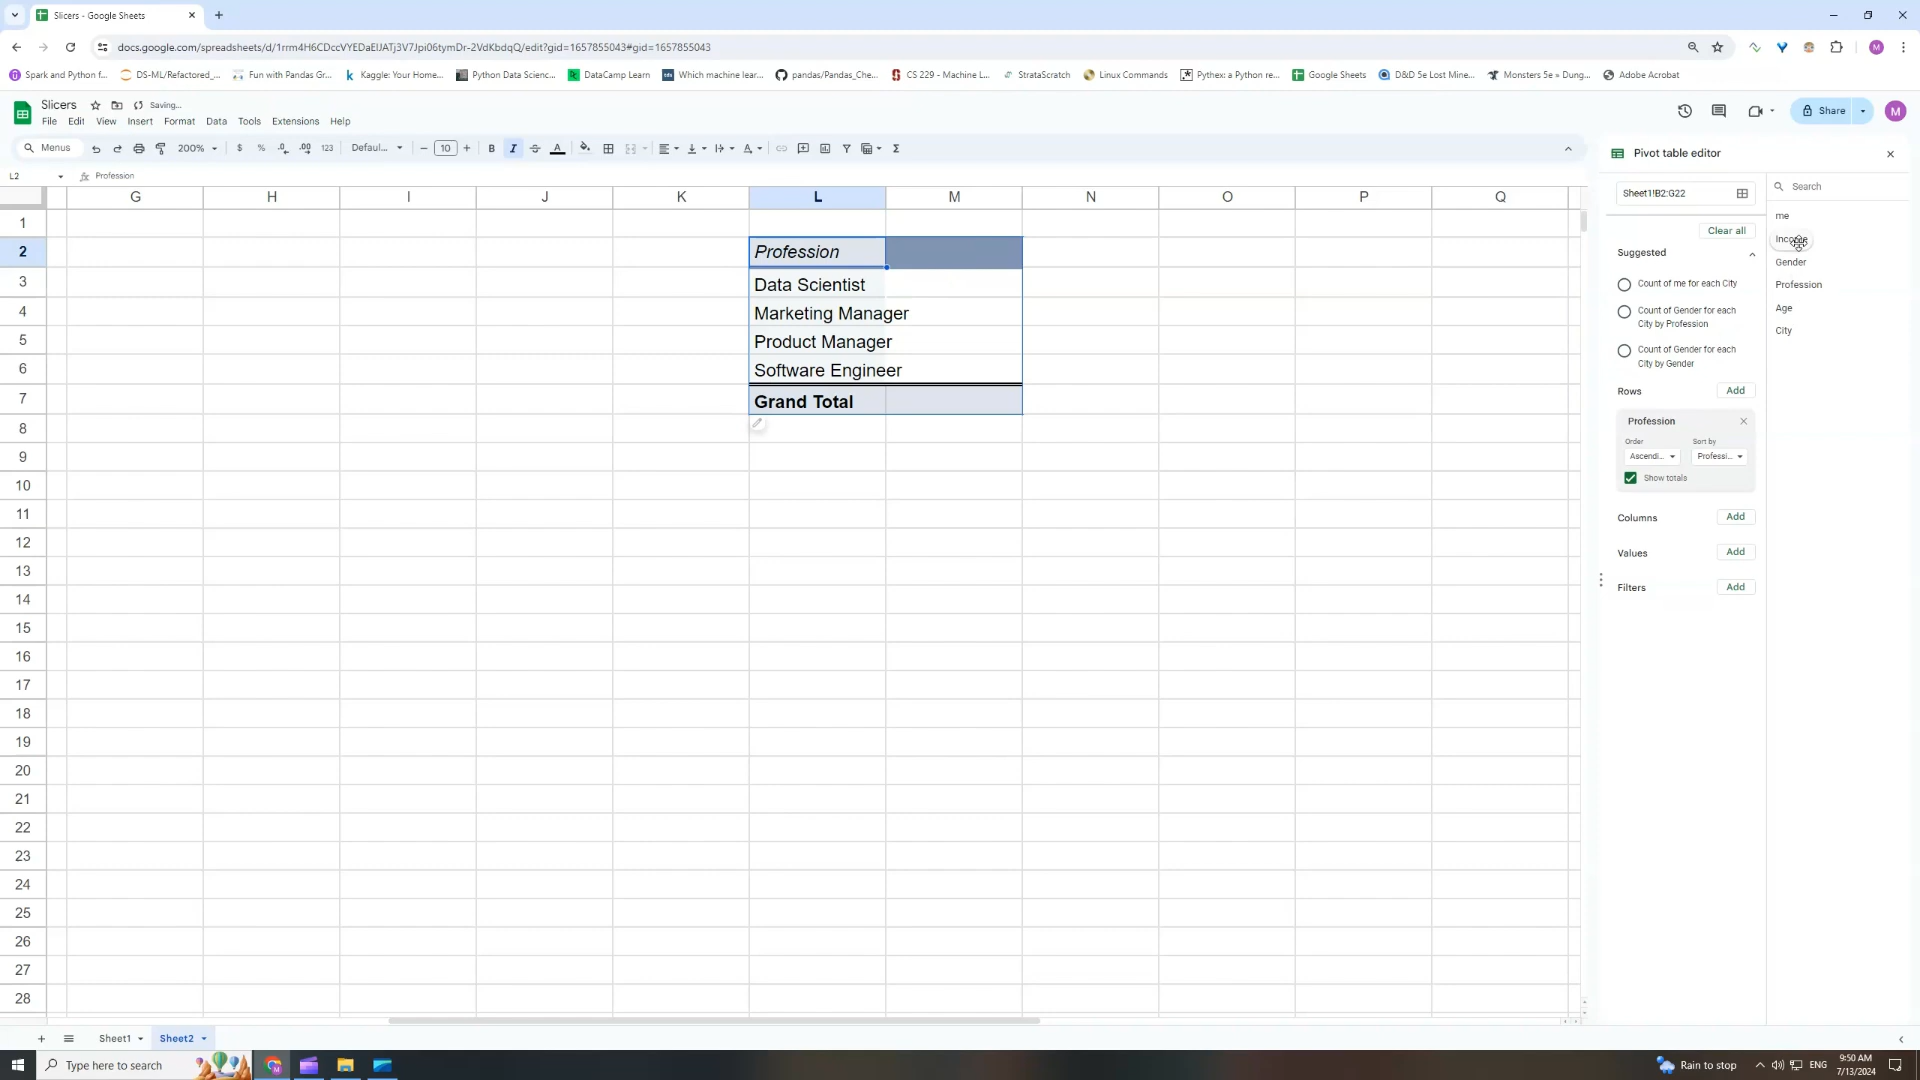 Slicers - Google Sheets
docs.google.com/spreadsheets/d/1rrm4H6CDccVYEDaEIJATj3V7Jpi06tymDr-2VdKbdqQ/edit?gid=1657855043#gid=1657855043
Spark and Python f... DS-ML/Refactored_... Fun with Pandas Gr... Kaggle: Your Home... Python Data Scienc... DataCamp Learn Which machine lear... pandas/Pandas_Che... CS 229 - Machine L... StrataScratch Linux Commands Pythex: a Python re... Google Sheets D&D 5e Lost Mine... Monsters 5e » Dung... Adobe Acrobat
Slicers Saving... Share M
File Edit View Insert Format Data Tools Extensions Help
Menus 200% $ % .0 .00 123 Defaul... − 10 + B I A
L2 fx Profession
Pivot table editor
G H I J K L M N O P Q
Sheet1!B2:G22 Search
1
me
Clear all
Income
2 Profession
Suggested
Gender
3 Data Scientist
Count of me for each City
Profession
4 Marketing Manager
Count of Gender for each
City by Profession
Age
City
5 Product Manager
Count of Gender for each
City by Gender
6 Software Engineer
Rows Add
7 Grand Total
Profession
8
Order Sort by
9
Ascendi... Professi...
Show totals
10
11
Columns Add
12
Values Add
13
Filters Add
14
15
16
17
18
19
20
21
22
23
24
25
26
27
28
Sheet1 Sheet2
Type here to search Rain to stop ENG 9:50 AM
7/13/2024